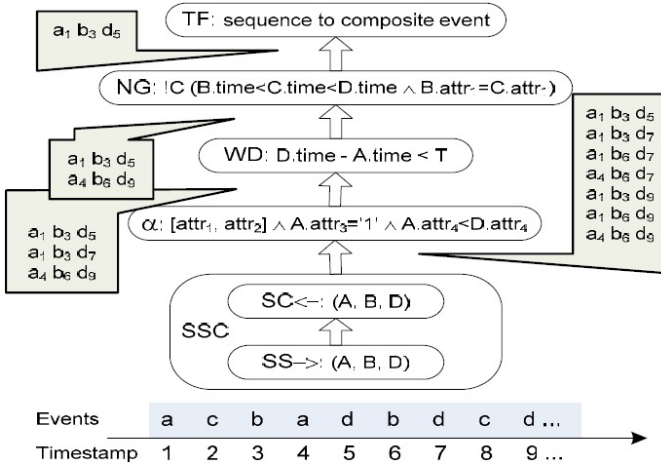 TF: sequence to composite event
a₁ b₃ d₅
NG: !C (B.time<C.time<D.time ∧ B.attr-=C.attr-)
a₁ b₃ d₅
a₄ b₆ d₉
WD: D.time - A.time < T
a₁ b₃ d₅
a₁ b₃ d₇
a₄ b₆ d₉
α: [attr₁, attr₂] ∧ A.attr₃='1' ∧ A.attr₄<D.attr₄
a₁ b₃ d₅
a₁ b₃ d₇
a₁ b₆ d₇
a₄ b₆ d₇
a₁ b₃ d₉
a₁ b₆ d₉
a₄ b₆ d₉
SSC
SC<–: (A, B, D)
SS–>: (A, B, D)
Events a c b a d b d c d ...
Timestamp 1 2 3 4 5 6 7 8 9 ...